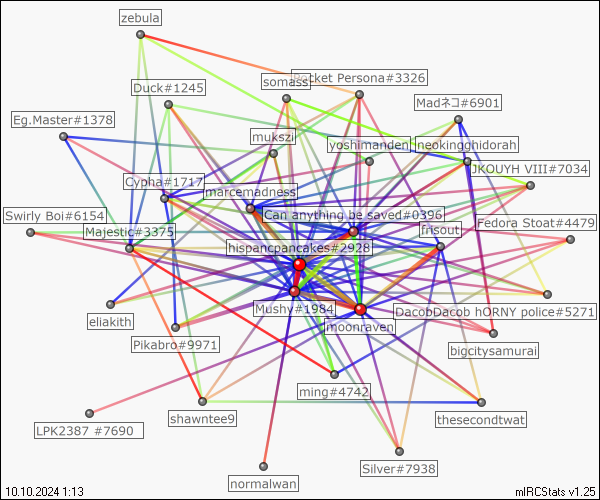 zebula
somass
Pocket Persona#3326
Duck#1245
Madネコ#6901
Eg.Master#1378
mukszi
yoshimanden
neokingghidorah
JKOUYH VIII#7034
Cypha#1717
marcemadness
Swirly Boi#6154
Can anything be saved#0396
Fedora Stoat#4479
Majestic#3375
frisout
hispancpancakes#2928
Mushy#1984
DacobDacob hORNY police#5271
eliakith
moonraven
Pikabro#9971
bigcitysamurai
ming#4742
shawntee9
thesecondtwat
LPK2387 #7690
Silver#7938
normalwan
10.10.2024 1:13
mIRCStats v1.25